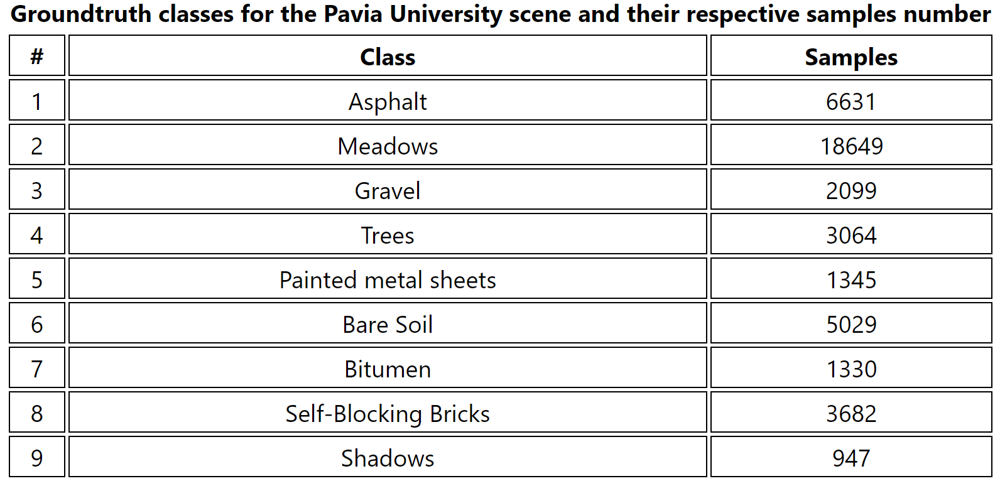 Groundtruth classes for the Pavia University scene and their respective samples number
# Class Samples
1 Asphalt 6631
2 Meadows 18649
3 Gravel 2099
4 Trees 3064
5 Painted metal sheets 1345
6 Bare Soil 5029
7 Bitumen 1330
8 Self-Blocking Bricks 3682
9 Shadows 947